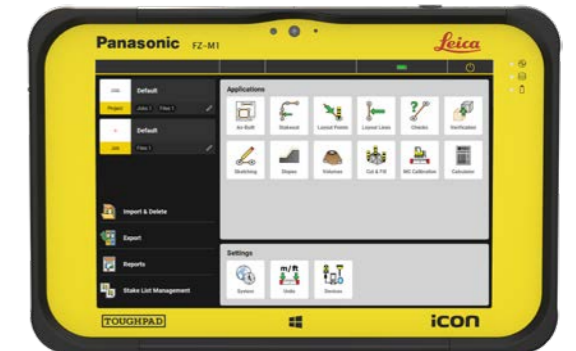 Panasonic FZ-M1
Leica
Default
Project Jobs 1 Files 1
Default
Job Files 1
Import & Delete
Export
Reports
Stake List Management
Applications
As-Built Stakeout Layout Points Layout Lines Checks Verification
Sketching Slopes Volumes Cut & Fill MC Calibration Calculator
Settings
m/ft
System Units Devices
TOUGHPAD
iCON